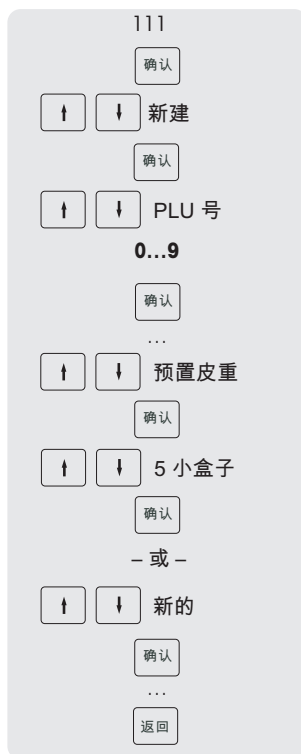 111
确认
新建
确认
PLU 号
0...9
确认
...
预置皮重
确认
5 小盒子
确认
– 或 –
新的
确认
...
返回